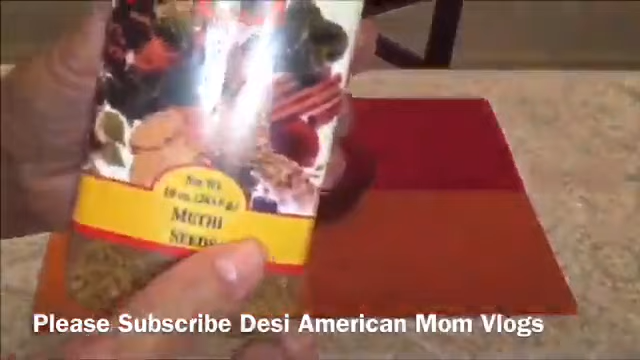 Net Wt
10 oz. (283.5 g)
METHI
SEEDS
Please Subscribe Desi American Mom Vlogs